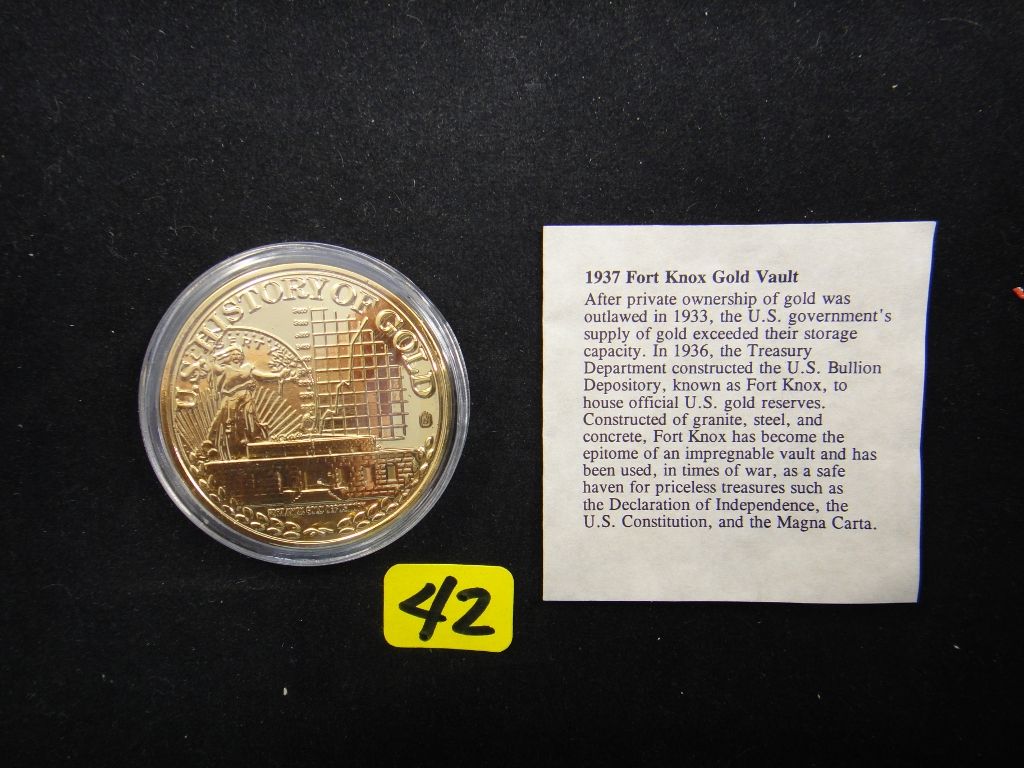 U.S. HISTORY OF GOLD
1937 Fort Knox Gold Vault
After private ownership of gold was
outlawed in 1933, the U.S. government's
supply of gold exceeded their storage
capacity. In 1936, the Treasury
Department constructed the U.S. Bullion
Depository, known as Fort Knox, to
house official U.S. gold reserves.
Constructed of granite, steel, and
concrete, Fort Knox has become the
epitome of an impregnable vault and has
been used, in times of war, as a safe
haven for priceless treasures such as
the Declaration of Independence, the
U.S. Constitution, and the Magna Carta.
42